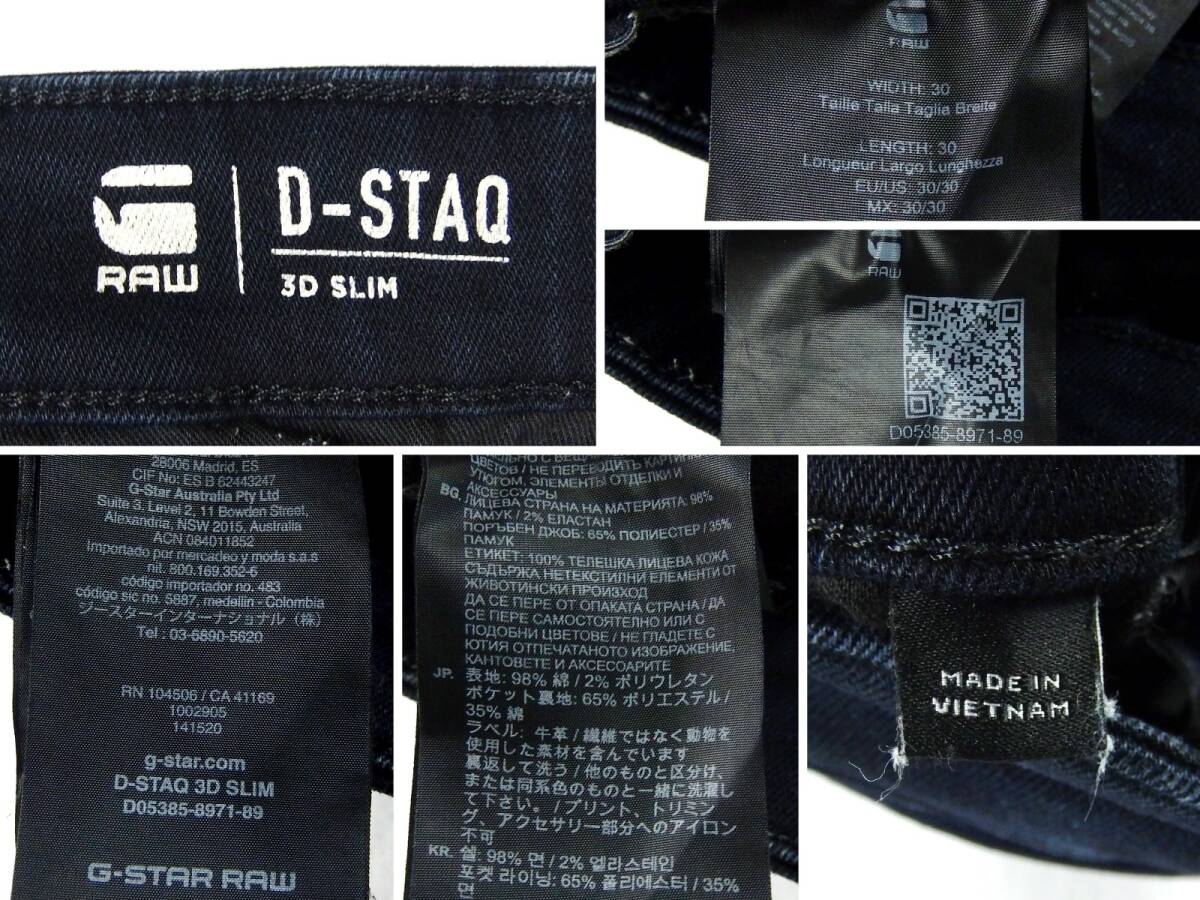 RAW
D-STAQ
3D SLIM
RAW
WIDTH: 30
Taille Talla Taglia Breite
LENGTH: 30
Longueur Largo Lunghezza
EU/US: 30/30
MX: 30/30
RAW
D05385-8971-89
28006 Madrid, ES
CIF No: ES B 62443247
G-Star Australia Pty Ltd
Suite 3, Level 2, 11 Bowden Street,
Alexandria, NSW 2015, Australia
ACN 084011852
Importado por mercadeo y moda s.a.s
nit. 800.169.352-6
código importador no. 483
código sic no. 5887, medellin - Colombia
ジースターインターナショナル (株)
Tel : 03-6890-5620
RN 104506 / CA 41169
1002905
141520
g-star.com
D-STAQ 3D SLIM
D05385-8971-89
G-STAR RAW
ЦВЕТОВ / НЕ ПЕРЕВОДИТЬ КАРТИНКИ
УТЮГОМ, ЭЛЕМЕНТЫ ОТДЕЛКИ И
АКСЕССУАРЫ
BG. ЛИЦЕВА СТРАНА НА МАТЕРИЯТА: 98%
ПАМУК / 2% ЕЛАСТАН
ПОРЪБЕН ДЖОБ: 65% ПОЛИЕСТЕР / 35%
ПАМУК
ЕТИКЕТ: 100% ТЕЛЕШКА ЛИЦЕВА КОЖА
СЪДЪРЖА НЕТЕКСТИЛНИ ЕЛЕМЕНТИ ОТ
ЖИВОТИНСКИ ПРОИЗХОД
ДА СЕ ПЕРЕ ОТ ОПАКАТА СТРАНА / ДА
СЕ ПЕРЕ САМОСТОЯТЕЛНО ИЛИ С
ПОДОБНИ ЦВЕТОВЕ / НЕ ГЛАДЕТЕ С
ЮТИЯ ОТПЕЧАТАНОТО ИЗОБРАЖЕНИЕ,
КАНТОВЕТЕ И АКСЕСОАРИТЕ
JP. 表地: 98% 綿 / 2% ポリウレタン
ポケット裏地: 65% ポリエステル /
35% 綿
ラベル: 牛革 / 繊維ではなく動物を
使用した素材を含んでいます
裏返して洗う / 他のものと区分け、
または同系色のものと一緒に洗濯し
て下さい。 / プリント、トリミン
グ、アクセサリー部分へのアイロン
不可
KR. 쉘: 98% 면 / 2% 엘라스테인
포켓 라이닝: 65% 폴리에스터 / 35%
면
MADE IN
VIETNAM